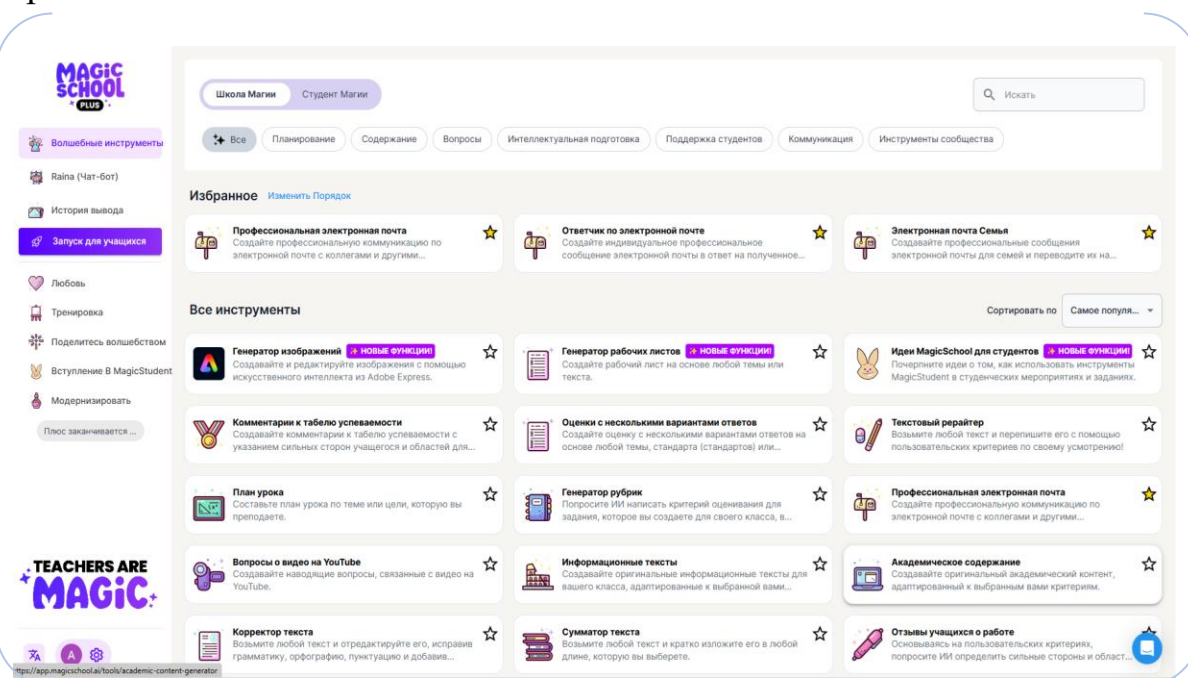 MAGIC
SCHOOL
PLUS
Волшебные инструменты
Raina (Чат-бот)
История вывода
Запуск для учащихся
Любовь
Тренировка
Поделитесь волшебством
Вступление В MagicStudent
Модернизировать
Плюс заканчивается ...
TEACHERS ARE
MAGIC
A
https://app.magicschool.ai/tools/academic-content-generator
Школа Магии Студент Магии
Искать
Все Планирование Содержание Вопросы Интеллектуальная подготовка Поддержка студентов Коммуникация Инструменты сообщества
Избранное Изменить Порядок
Профессиональная электронная почта
Создайте профессиональную коммуникацию по
электронной почте с коллегами и другими...
Ответчик по электронной почте
Создайте индивидуальное профессиональное
сообщение электронной почты в ответ на полученное...
Электронная почта Семья
Создавайте профессиональные сообщения
электронной почты для семей и переводите их на...
Все инструменты
Сортировать по Самое популя...
Генератор изображений НОВЫЕ ФУНКЦИИ!
Создавайте и редактируйте изображения с помощью
искусственного интеллекта из Adobe Express.
Генератор рабочих листов НОВЫЕ ФУНКЦИИ!
Создайте рабочий лист на основе любой темы или
текста.
Идеи MagicSchool для студентов НОВЫЕ ФУНКЦИИ!
Почерпните идеи о том, как использовать инструменты
MagicStudent в студенческих мероприятиях и заданиях.
Комментарии к табелю успеваемости
Создавайте комментарии к табелю успеваемости с
указанием сильных сторон учащегося и областей для...
Оценки с несколькими вариантами ответов
Создайте оценку с несколькими вариантами ответов на
основе любой темы, стандарта (стандартов) или...
Текстовый рерайтер
Возьмите любой текст и перепишите его с помощью
пользовательских критериев по своему усмотрению!
План урока
Составьте план урока по теме или цели, которую вы
преподаете.
Генератор рубрик
Попросите ИИ написать критерий оценивания для
задания, которое вы создаете для своего класса, в...
Профессиональная электронная почта
Создайте профессиональную коммуникацию по
электронной почте с коллегами и другими...
Вопросы о видео на YouTube
Создавайте наводящие вопросы, связанные с видео на
YouTube.
Информационные тексты
Создавайте оригинальные информационные тексты для
вашего класса, адаптированные к выбранной вами...
Академическое содержание
Создавайте оригинальный академический контент,
адаптированный к выбранным вами критериям.
Корректор текста
Возьмите любой текст и отредактируйте его, исправив
грамматику, орфографию, пунктуацию и добавив...
Сумматор текста
Возьмите любой текст и кратко изложите его в любой
длине, которую вы выберете.
Отзывы учащихся о работе
Основываясь на пользовательских критериях,
попросите ИИ определить сильные стороны и област...